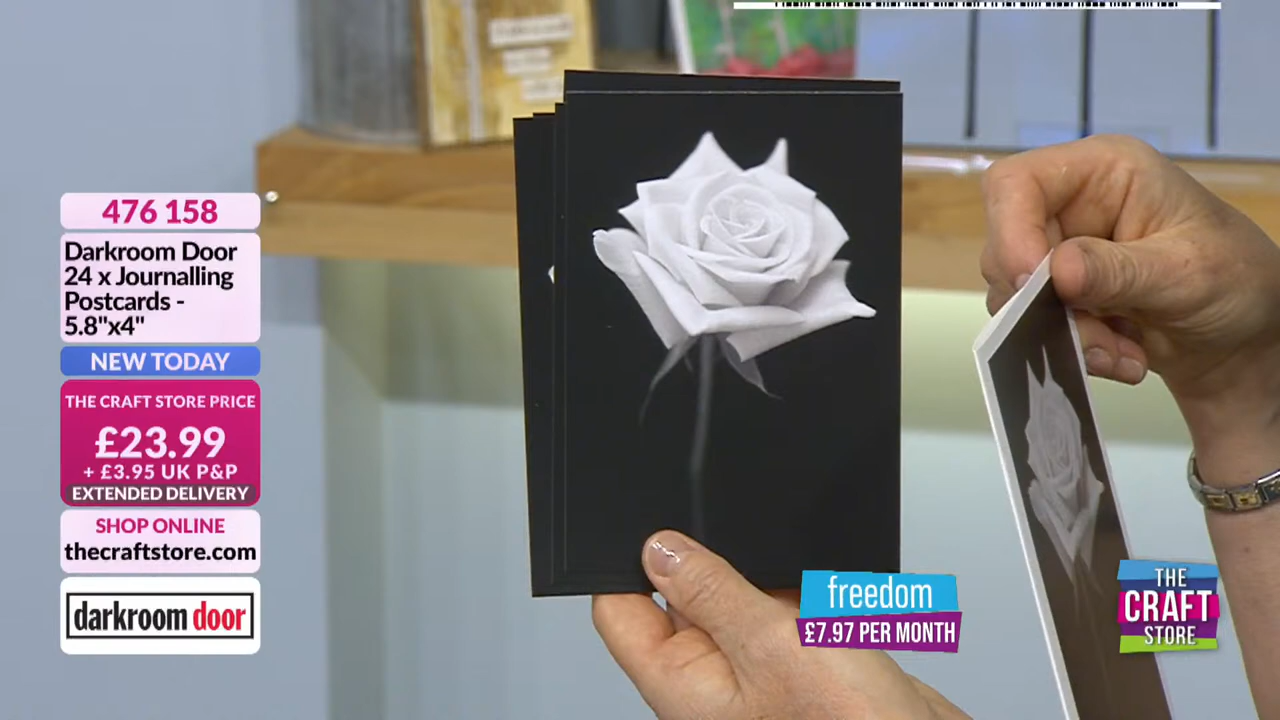 476 158
Darkroom Door
24 x Journalling
Postcards -
5.8"x4"
NEW TODAY
THE CRAFT STORE PRICE
£23.99
+ £3.95 UK P&P
EXTENDED DELIVERY
SHOP ONLINE
thecraftstore.com
darkroom door
freedom
£7.97 PER MONTH
THE
CRAFT
STORE